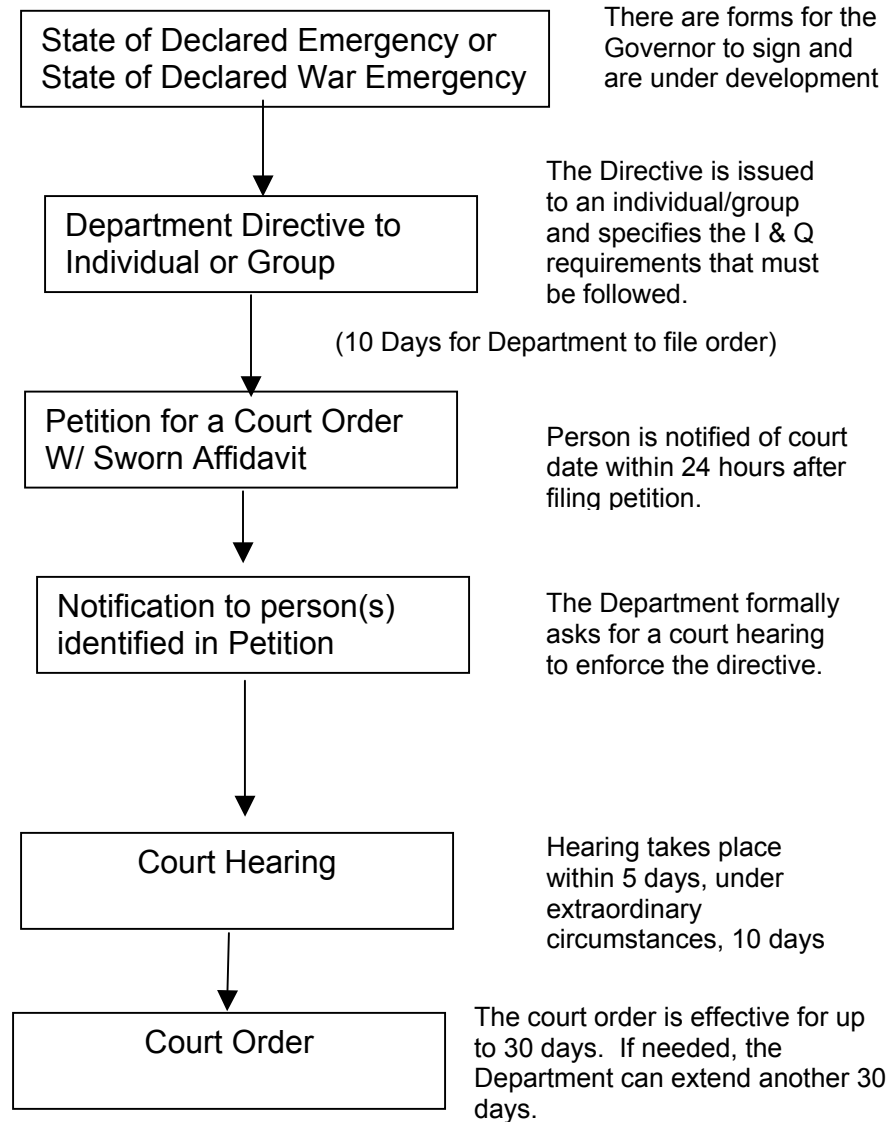 State of Declared Emergency or
State of Declared War Emergency
There are forms for the
Governor to sign and
are under development
Department Directive to
Individual or Group
The Directive is issued
to an individual/group
and specifies the I & Q
requirements that must
be followed.
(10 Days for Department to file order)
Petition for a Court Order
W/ Sworn Affidavit
Person is notified of court
date within 24 hours after
filing petition.
Notification to person(s)
identified in Petition
The Department formally
asks for a court hearing
to enforce the directive.
Court Hearing
Hearing takes place
within 5 days, under
extraordinary
circumstances, 10 days
Court Order
The court order is effective for up
to 30 days.  If needed, the
Department can extend another 30
days.